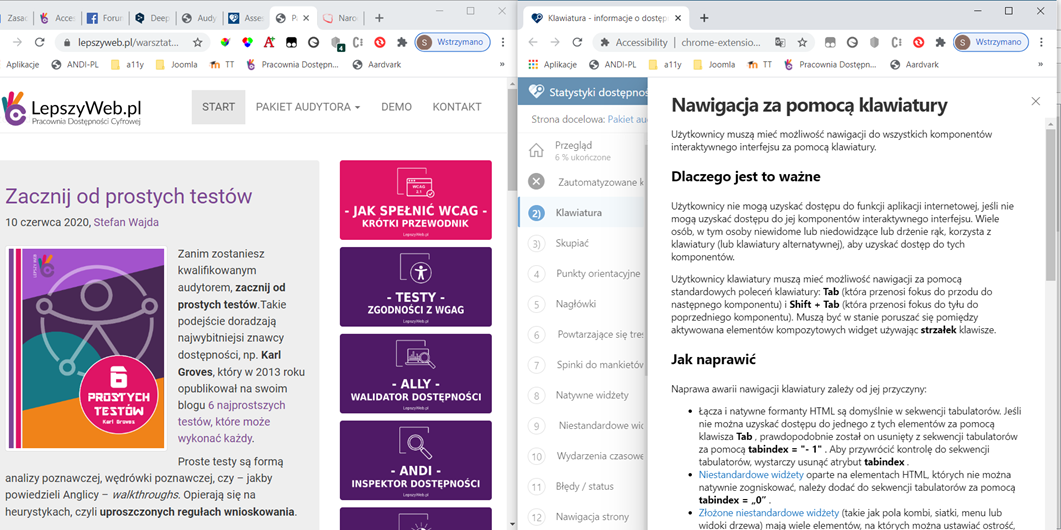 Zasad
Acces
Forum
Deep
Audy
Asses
P
Narod
lepszyweb.pl/warsztat...
S Wstrzymano
Aplikacje ANDI-PL a11y Joomla TT Pracownia Dostępn... Aardvark »
LepszyWeb.pl
Pracownia Dostępności Cyfrowej
START PAKIET AUDYTORA DEMO KONTAKT
Zacznij od prostych testów
10 czerwca 2020, Stefan Wajda
LEPSZY WEB
6
PROSTYCH
TESTÓW
Karl Groves
Zanim zostaniesz
kwalifikowanym
audytorem, zacznij od
prostych testów.Takie
podejście doradzają
najwybitniejsi znawcy
dostępności, np. Karl
Groves, który w 2013 roku
opublikował na swoim
blogu 6 najprostszych
testów, które może
wykonać każdy.
Proste testy są formą
analizy poznawczej, wędrówki poznawczej, czy – jakby
powiedzieli Anglicy – walkthroughs. Opierają się na
heurystykach, czyli uproszczonych regułach wnioskowania.
WCAG
2.1
- JAK SPEŁNIĆ WCAG -
KRÓTKI PRZEWODNIK
LepszyWeb.pl
- TESTY -
ZGODNOŚCI Z WGAG
LepszyWeb.pl
- ALLY -
WALIDATOR DOSTĘPNOŚCI
LepszyWeb.pl
- ANDI -
INSPEKTOR DOSTĘPNOŚCI
LepszyWeb.pl
Klawiatura - informacje o dostęp
Accessibility | chrome-extensio...
S Wstrzymano
Aplikacje ANDI-PL a11y Joomla TT Pracownia Dostępn... Aardvark »
Statystyki dostępnoś
Strona docelowa: Pakiet au
Przegląd
6 % ukończone
Zautomatyzowane k
2) Klawiatura
3) Skupiać
4 Punkty orientacyjne
5 Nagłówki
6 Powtarzające się tres
7 Spinki do mankietów
8 Natywne widżety
9 Niestandardowe wid
10 Wydarzenia czasowe
11 Błędy / status
12 Nawigacja strony
Nawigacja za pomocą klawiatury
Użytkownicy muszą mieć możliwość nawigacji do wszystkich komponentów
interaktywnego interfejsu za pomocą klawiatury.
Dlaczego jest to ważne
Użytkownicy nie mogą uzyskać dostępu do funkcji aplikacji internetowej, jeśli nie
mogą uzyskać dostępu do jej komponentów interaktywnego interfejsu. Wiele
osób, w tym osoby niewidome lub niedowidzące lub drżenie rąk, korzysta z
klawiatury (lub klawiatury alternatywnej), aby uzyskać dostęp do tych
komponentów.
Użytkownicy klawiatury muszą mieć możliwość nawigacji za pomocą
standardowych poleceń klawiatury: Tab (która przenosi fokus do przodu do
następnego komponentu) i Shift + Tab (która przenosi fokus do tyłu do
poprzedniego komponentu). Muszą być w stanie poruszać się pomiędzy
aktywowana elementów kompozytowych widget używając strzałek klawisze.
Jak naprawić
Naprawa awarii nawigacji klawiatury zależy od jej przyczyny:
• Łącza i natywne formanty HTML są domyślnie w sekwencji tabulatorów. Jeśli
nie można uzyskać dostępu do jednego z tych elementów za pomocą
klawisza Tab , prawdopodobnie został on usunięty z sekwencji tabulatorów
za pomocą tabindex = "- 1" . Aby przywrócić kontrolę do sekwencji
tabulatorów, wystarczy usunąć atrybut tabindex .
• Niestandardowe widżety oparte na elementach HTML, których nie można
natywnie zogniskować, należy dodać do sekwencji tabulatorów za pomocą
tabindex = „0" .
• Złożone niestandardowe widżety (takie jak pola kombi, siatki, menu lub
widoki drzewa) mają wiele elementów, na których można ustawiać ostrość,